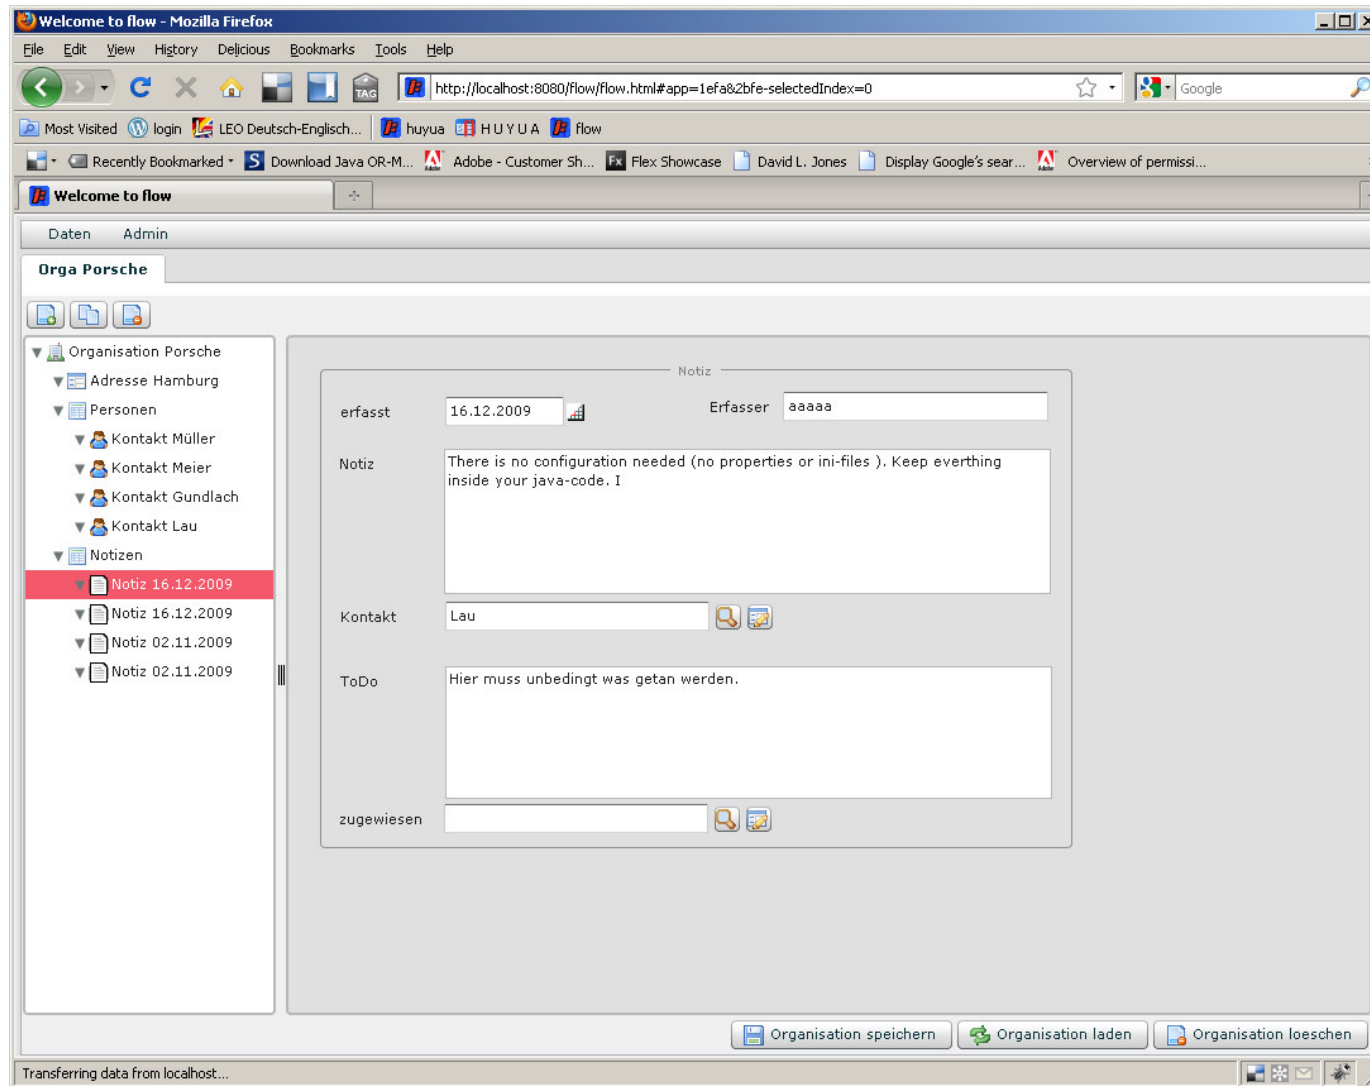 Welcome to flow - Mozilla Firefox
File Edit View History Delicious Bookmarks Tools Help
TAG http://localhost:8080/flow/flow.html#app=1efa&2bfe-selectedIndex=0 Google
Most Visited login LEO Deutsch-Englisch... huyua H U Y U A flow
Recently Bookmarked S Download Java OR-M... Adobe - Customer Sh... Fx Flex Showcase David L. Jones Display Google's sear... Overview of permissi...
Welcome to flow
Daten Admin
Orga Porsche
Organisation Porsche
Adresse Hamburg
Personen
Kontakt Müller
Kontakt Meier
Kontakt Gundlach
Kontakt Lau
Notizen
Notiz 16.12.2009
Notiz 16.12.2009
Notiz 02.11.2009
Notiz 02.11.2009
Notiz
erfasst 16.12.2009 Erfasser aaaaa
Notiz There is no configuration needed (no properties or ini-files ). Keep everthing
inside your java-code. I
Kontakt Lau
ToDo Hier muss unbedingt was getan werden.
zugewiesen
Organisation speichern Organisation laden Organisation loeschen
Transferring data from localhost...